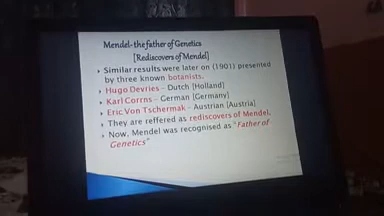 Mendel- the father of Genetics
[Rediscovers of Mendel]
Similar results were later on (1901) presented
by three known botanists.
Hugo Devries - Dutch [Holland]
Karl Corrns - German [Germany]
Eric Von Tschermak - Austrian [Austria]
They are reffered as rediscovers of Mendel.
Now, Mendel was recognised as "Father of
Genetics"